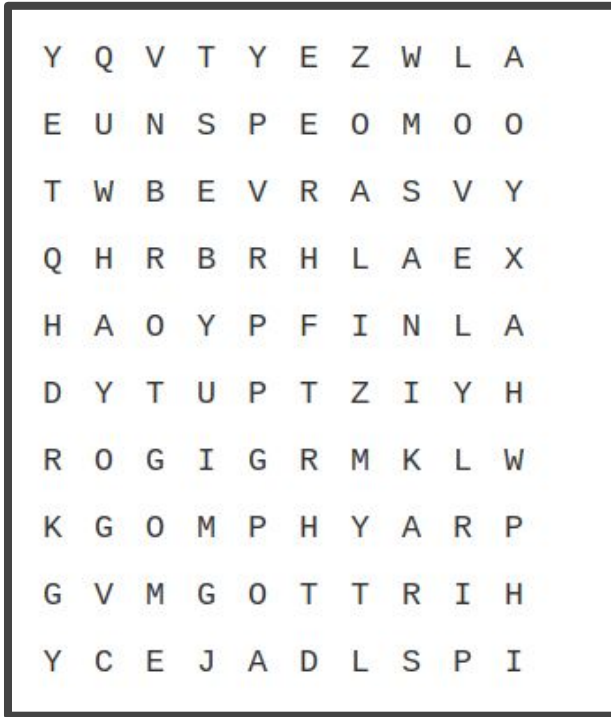 Y Q V T Y E Z W L A
E U N S P E O M O O
T W B E V R A S V Y
Q H R B R H L A E X
H A O Y P F I N L A
D Y T U P T Z I Y H
R O G I G R M K L W
K G O M P H Y A R P
G V M G O T T R I H
Y C E J A D L S P I